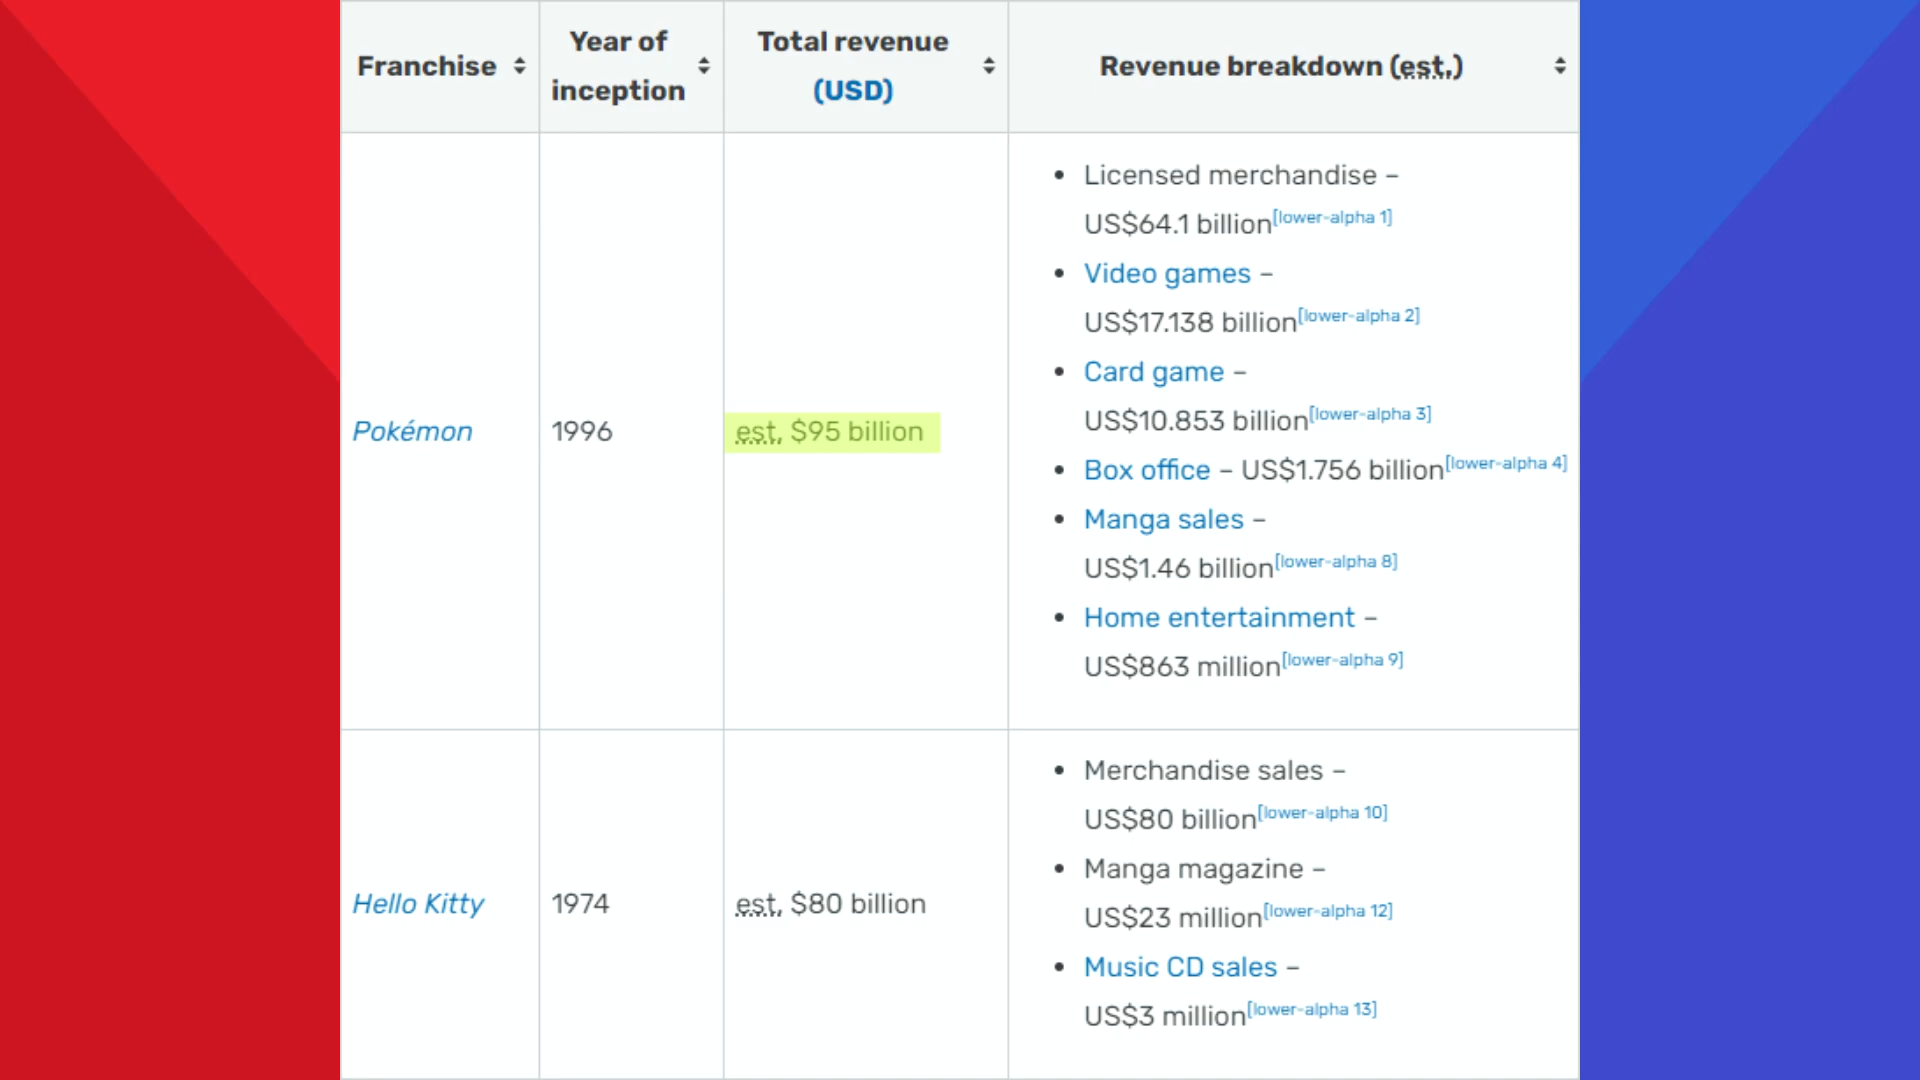 Franchise
Year of
inception
Total revenue
(USD)
Revenue breakdown (est.)
Pokémon
1996
est. $95 billion
• Licensed merchandise –
US$64.1 billion[lower-alpha 1]
• Video games –
US$17.138 billion[lower-alpha 2]
• Card game –
US$10.853 billion[lower-alpha 3]
• Box office – US$1.756 billion[lower-alpha 4]
• Manga sales –
US$1.46 billion[lower-alpha 8]
• Home entertainment –
US$863 million[lower-alpha 9]
Hello Kitty
1974
est. $80 billion
• Merchandise sales –
US$80 billion[lower-alpha 10]
• Manga magazine –
US$23 million[lower-alpha 12]
• Music CD sales –
US$3 million[lower-alpha 13]